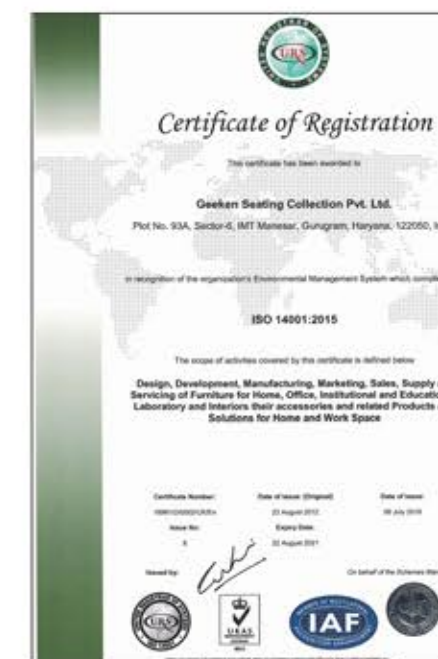 URS
Certificate of Registration
This certificate has been awarded to
Geeken Seating Collection Pvt. Ltd.
Plot No. 93A, Sector-6, IMT Manesar, Gurugram, Haryana, 122050,
in recognition of the organization's Environmental Management System which
ISO 14001:2015
The scope of activities covered by this certificate is defined below
Design, Development, Manufacturing, Marketing, Sales, Supply
Servicing of Furniture for Home, Office, Institutional and
Laboratory and Interiors their accessories and related Products
Solutions for Home and Work Space
Certificate Number: Date of Issue (Original): Date of Issue:
23 August 2012
Issue No: Expiry Date:
22 August 2021
Issued by: On behalf of the Schemes
URS
UKAS
IAF